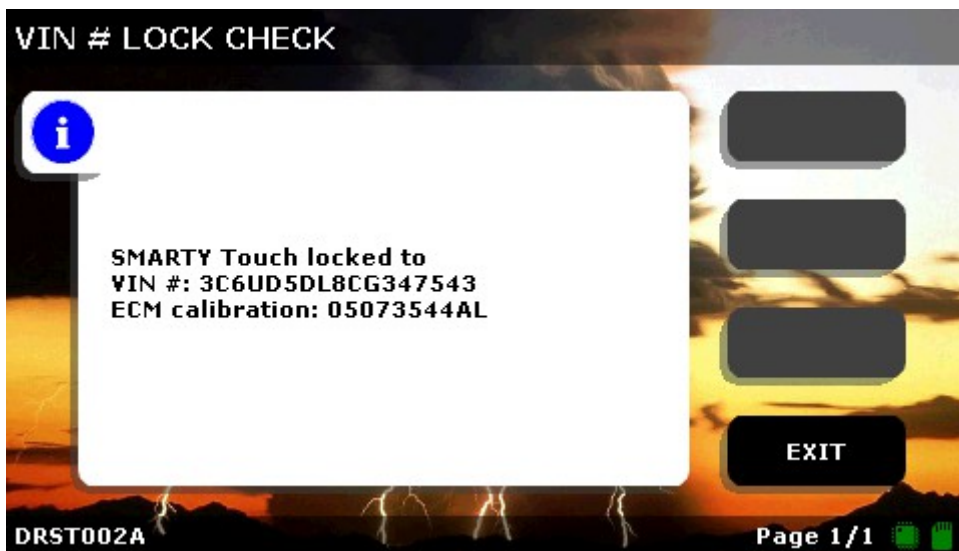 VIN # LOCK CHECK
i
SMARTY Touch locked to
VIN #: 3C6UD5DL8CG347543
ECM calibration: 05073544AL
EXIT
DRST002A
Page 1/1